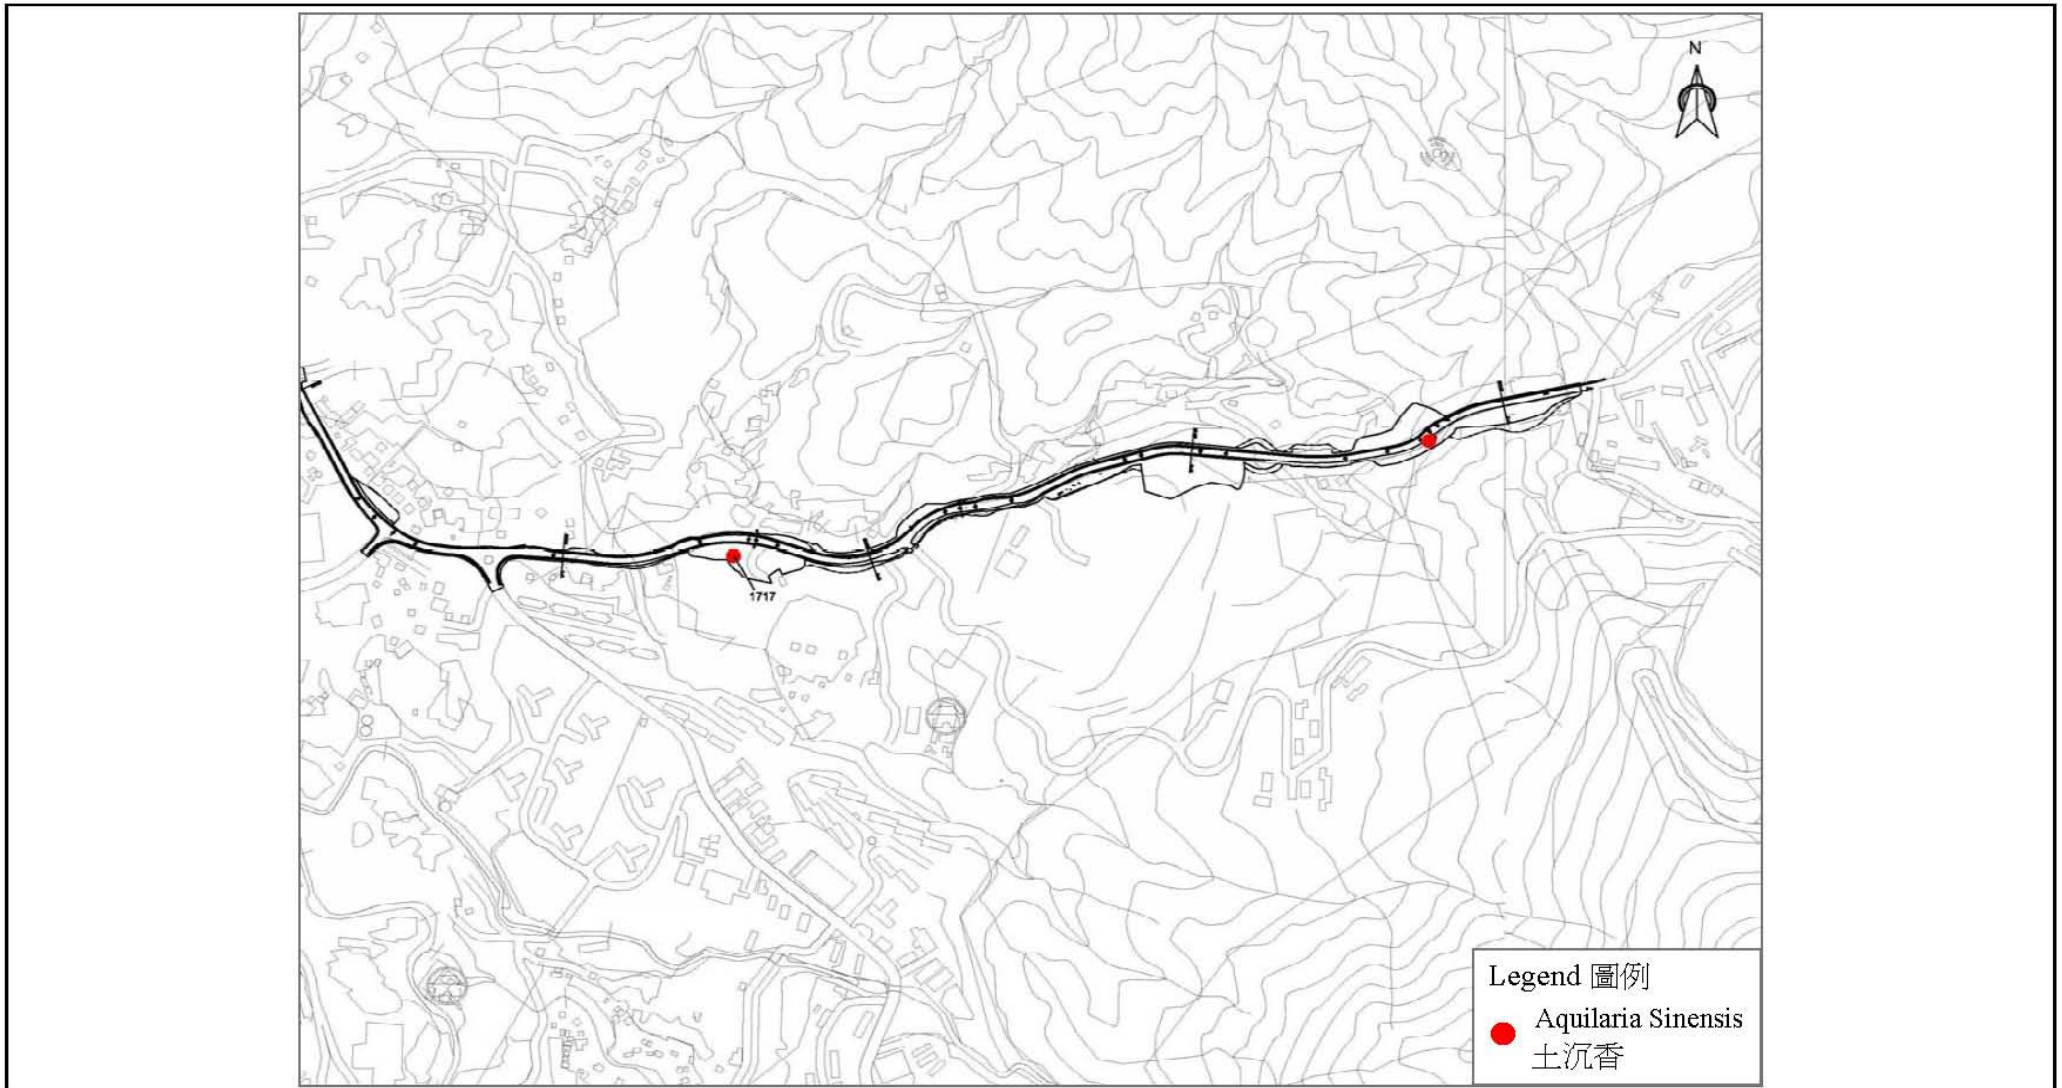 N
1717
Legend 圖例
Aquilaria Sinensis
土沉香